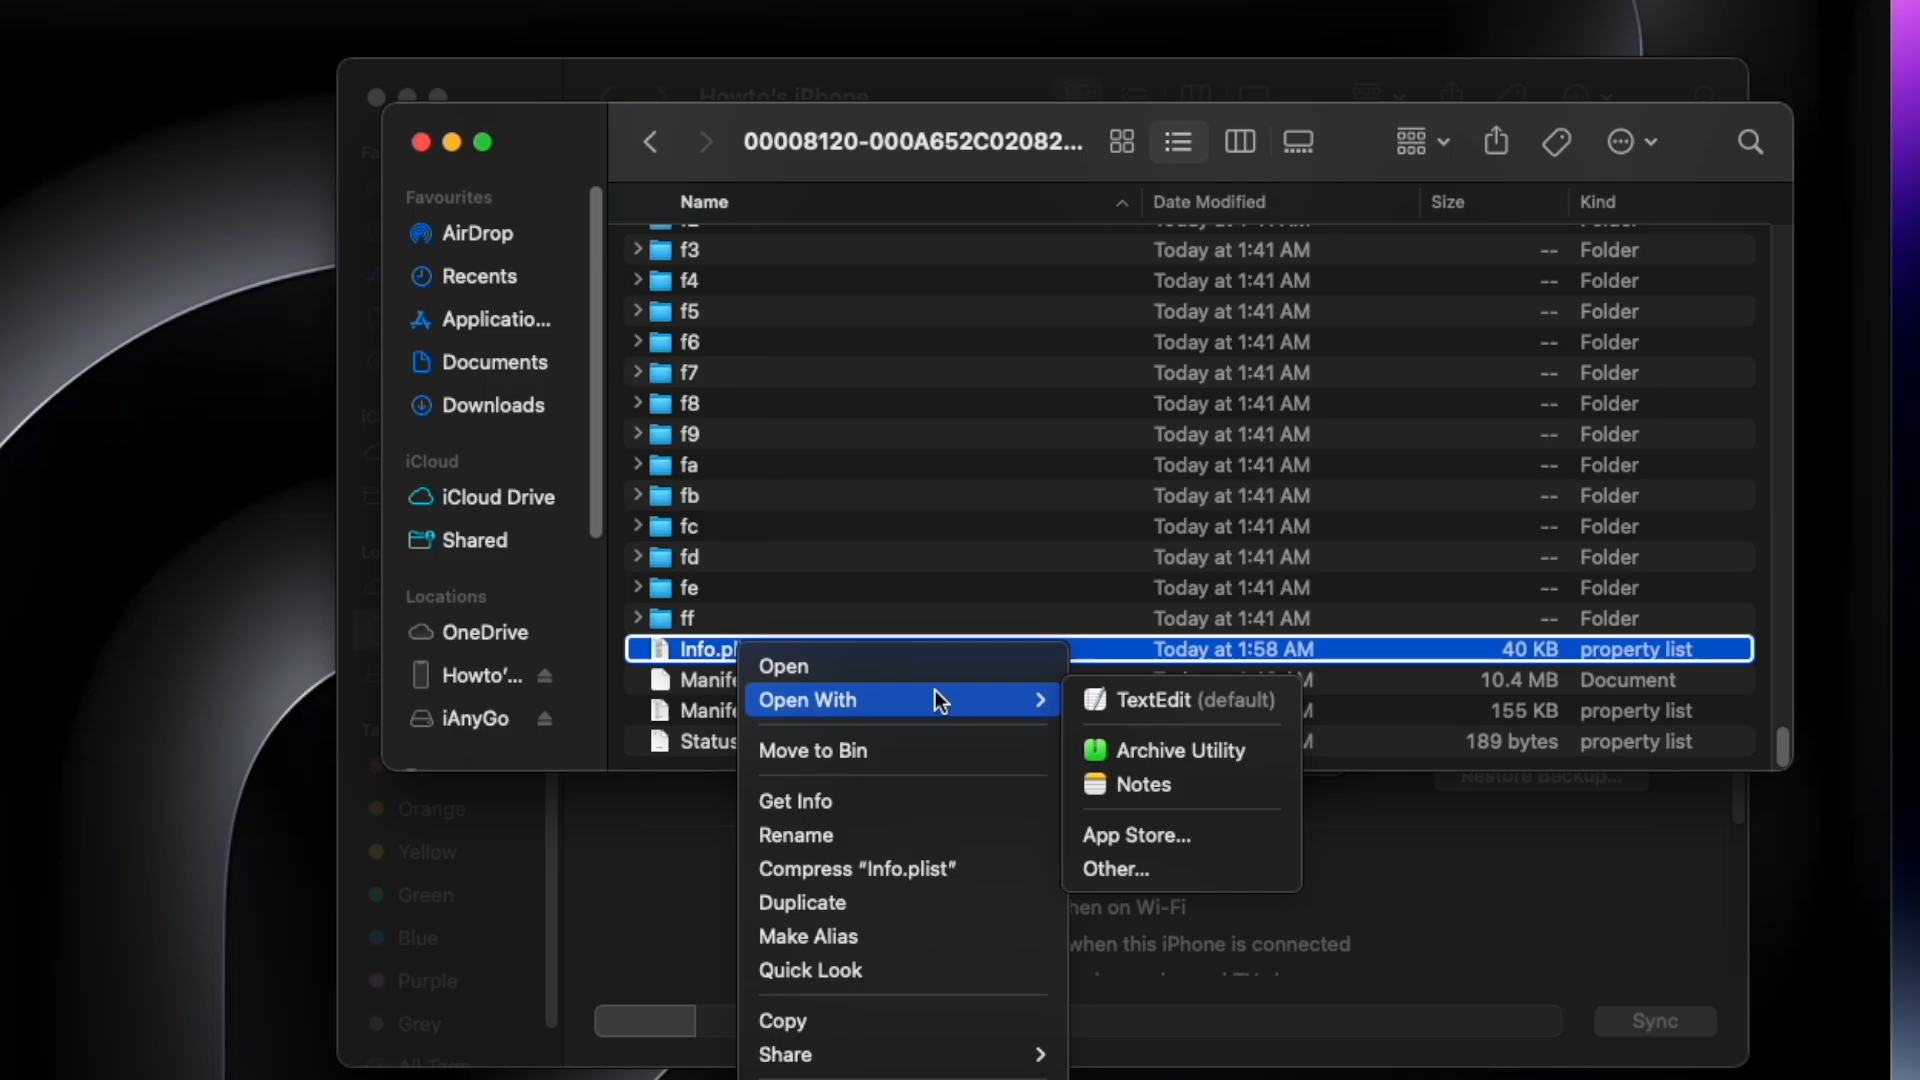 Howto's iPhone
00008120-000A652C02082...
Favourites
AirDrop
Recents
Applicatio...
Documents
Downloads
iCloud
iCloud Drive
Shared
Locations
OneDrive
Howto'...
iAnyGo
Name Date Modified Size Kind
f3 Today at 1:41 AM -- Folder
f4 Today at 1:41 AM -- Folder
f5 Today at 1:41 AM -- Folder
f6 Today at 1:41 AM -- Folder
f7 Today at 1:41 AM -- Folder
f8 Today at 1:41 AM -- Folder
f9 Today at 1:41 AM -- Folder
fa Today at 1:41 AM -- Folder
fb Today at 1:41 AM -- Folder
fc Today at 1:41 AM -- Folder
fd Today at 1:41 AM -- Folder
fe Today at 1:41 AM -- Folder
ff Today at 1:41 AM -- Folder
Info.pl Today at 1:58 AM 40 KB property list
Manife 10.4 MB Document
Manife 155 KB property list
Status 189 bytes property list
Open
Open With
Move to Bin
Get Info
Rename
Compress “Info.plist”
Duplicate
Make Alias
Quick Look
Copy
Share
TextEdit (default)
Archive Utility
Notes
App Store...
Other...
Restore Backup...
Orange
Yellow
Green
Blue
Purple
Grey
All Tags
hen on Wi-Fi
when this iPhone is connected
Sync